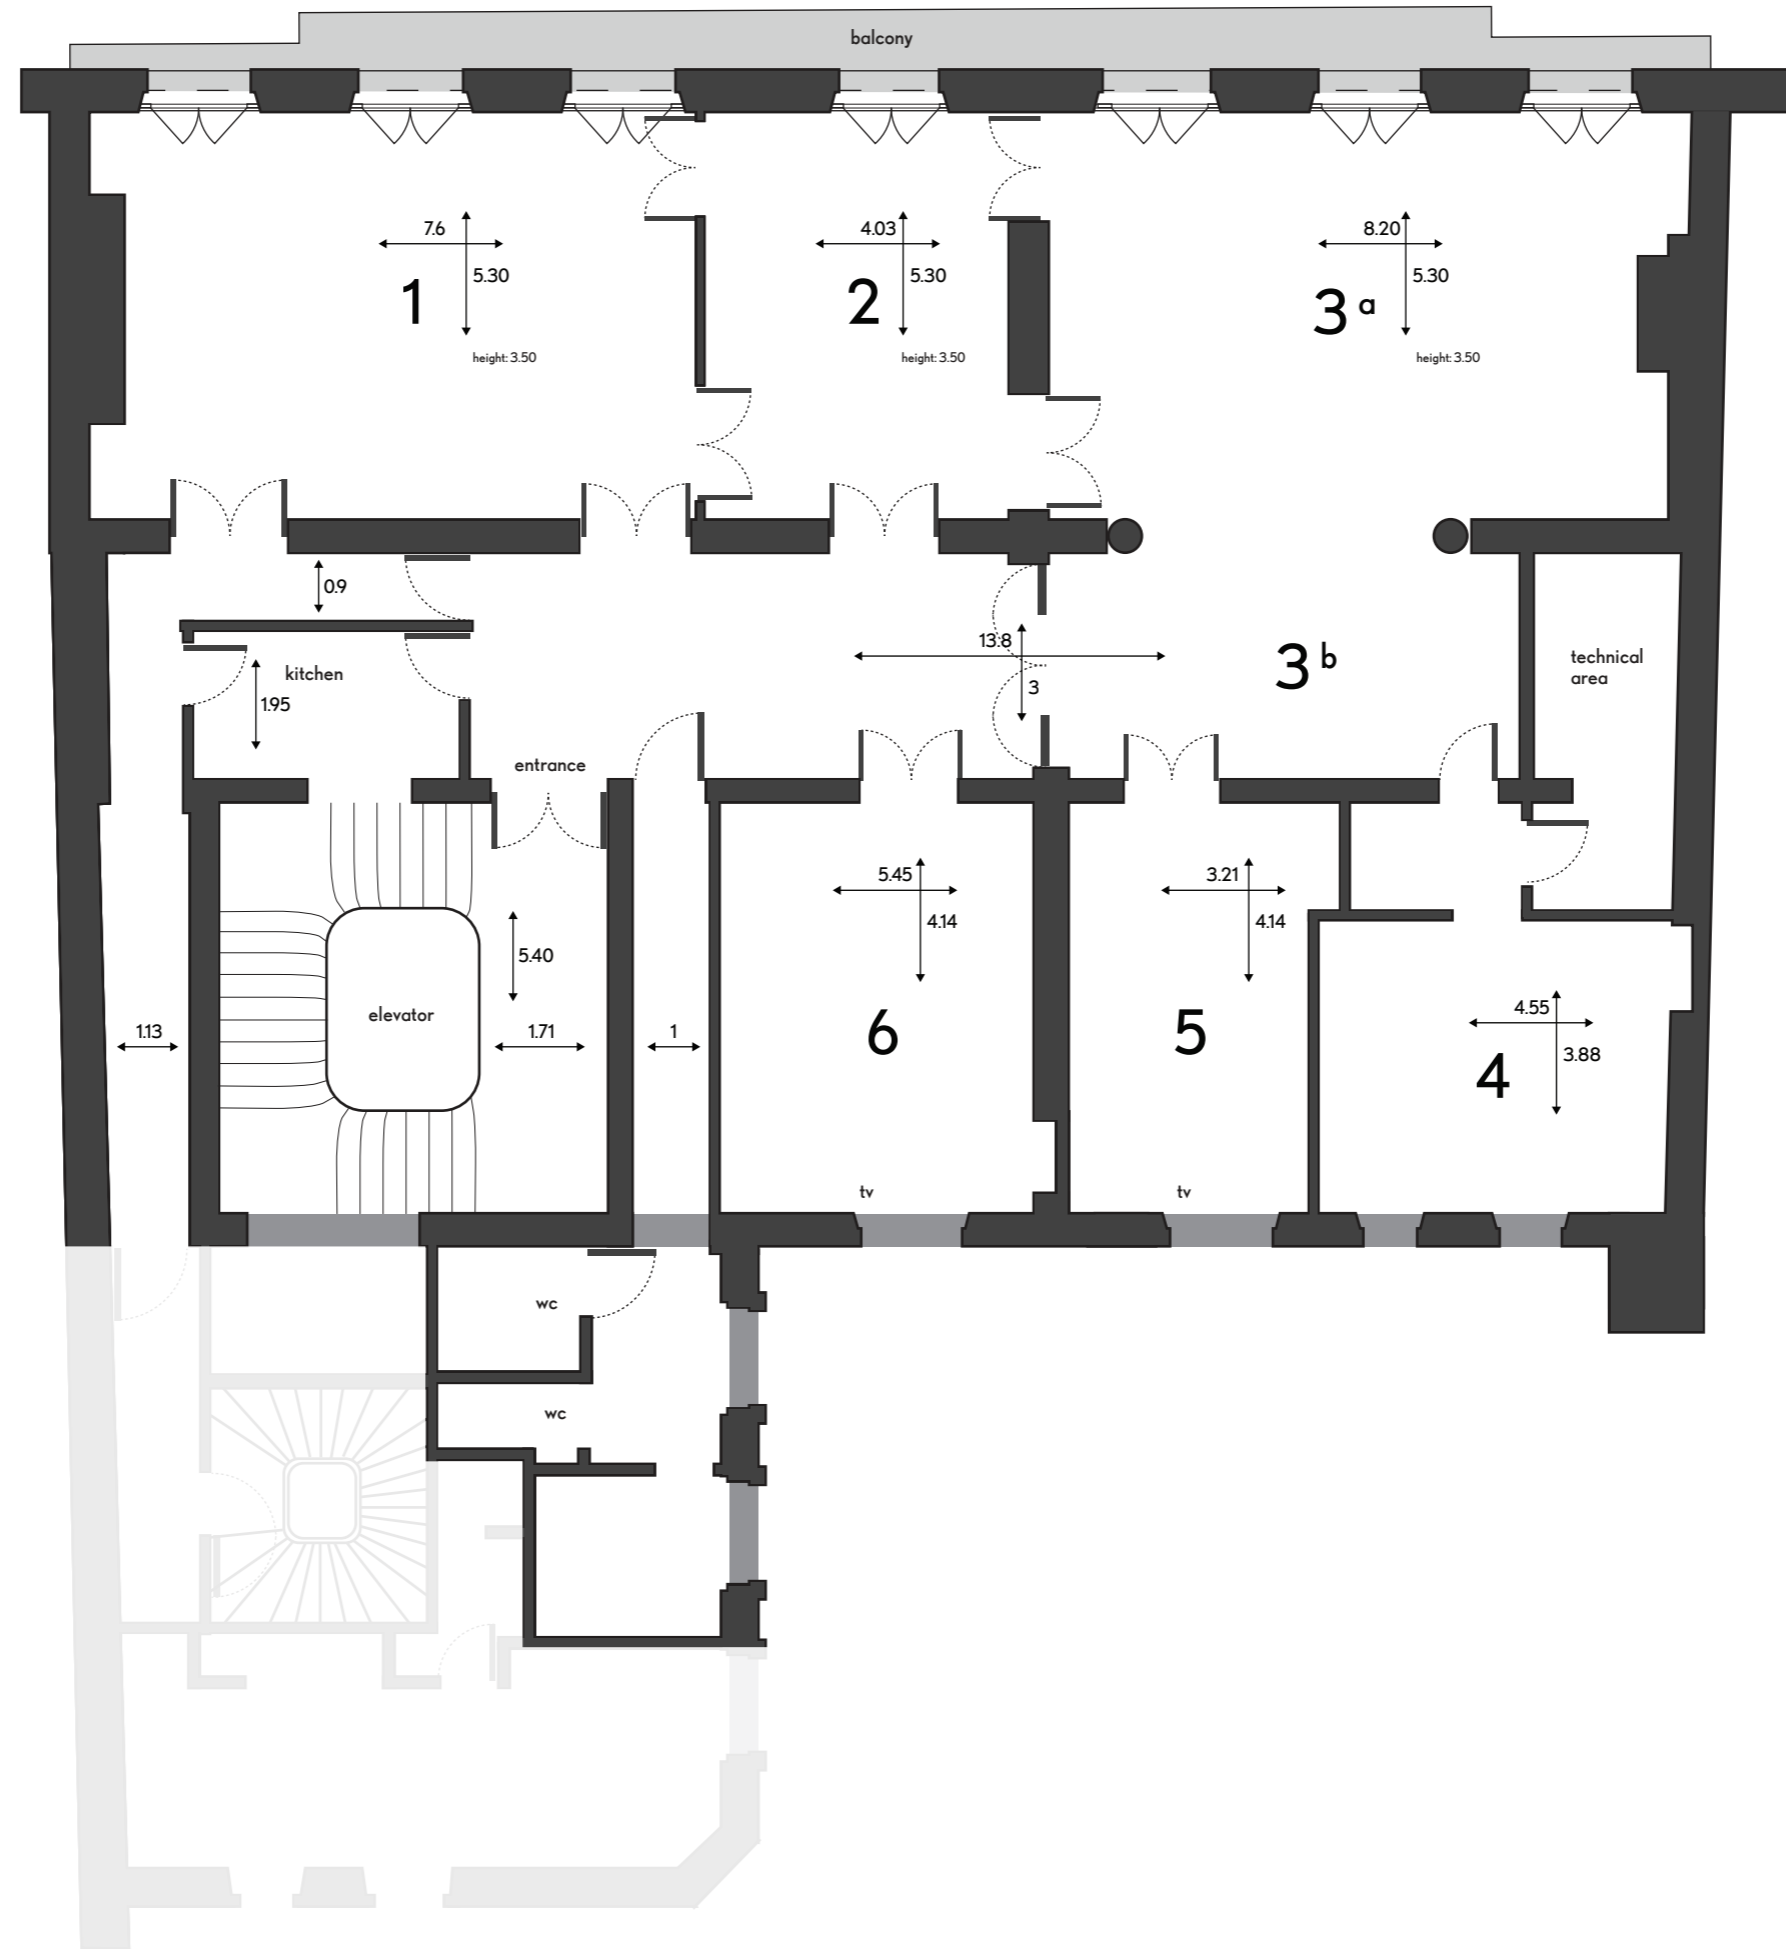 balcony
7.6
5.30
1
height: 3.50
4.03
5.30
2
height: 3.50
8.20
5.30
3 a
height: 3.50
0.9
kitchen
1.95
entrance
13.8
3
3 b
technical
area
5.40
elevator
1.13
1.71
1
5.45
4.14
6
tv
3.21
4.14
5
tv
4.55
3.88
4
wc
wc